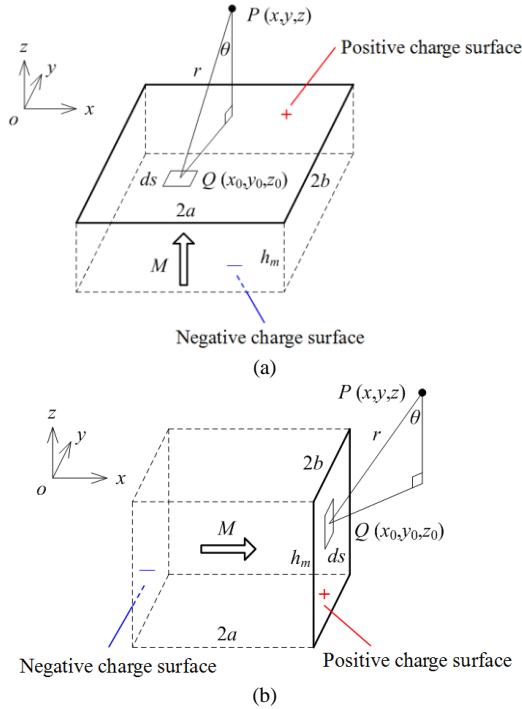 P (x,y,z)
z
θ
Positive charge surface
y
r
o
x
+
ds
Q (x₀,y₀,z₀)
2b
2a
M
hₘ
−
Negative charge surface
(a)
P (x,y,z)
z
θ
y
2b
r
o
x
M
Q (x₀,y₀,z₀)
hₘ
ds
−
+
2a
Negative charge surface
Positive charge surface
(b)